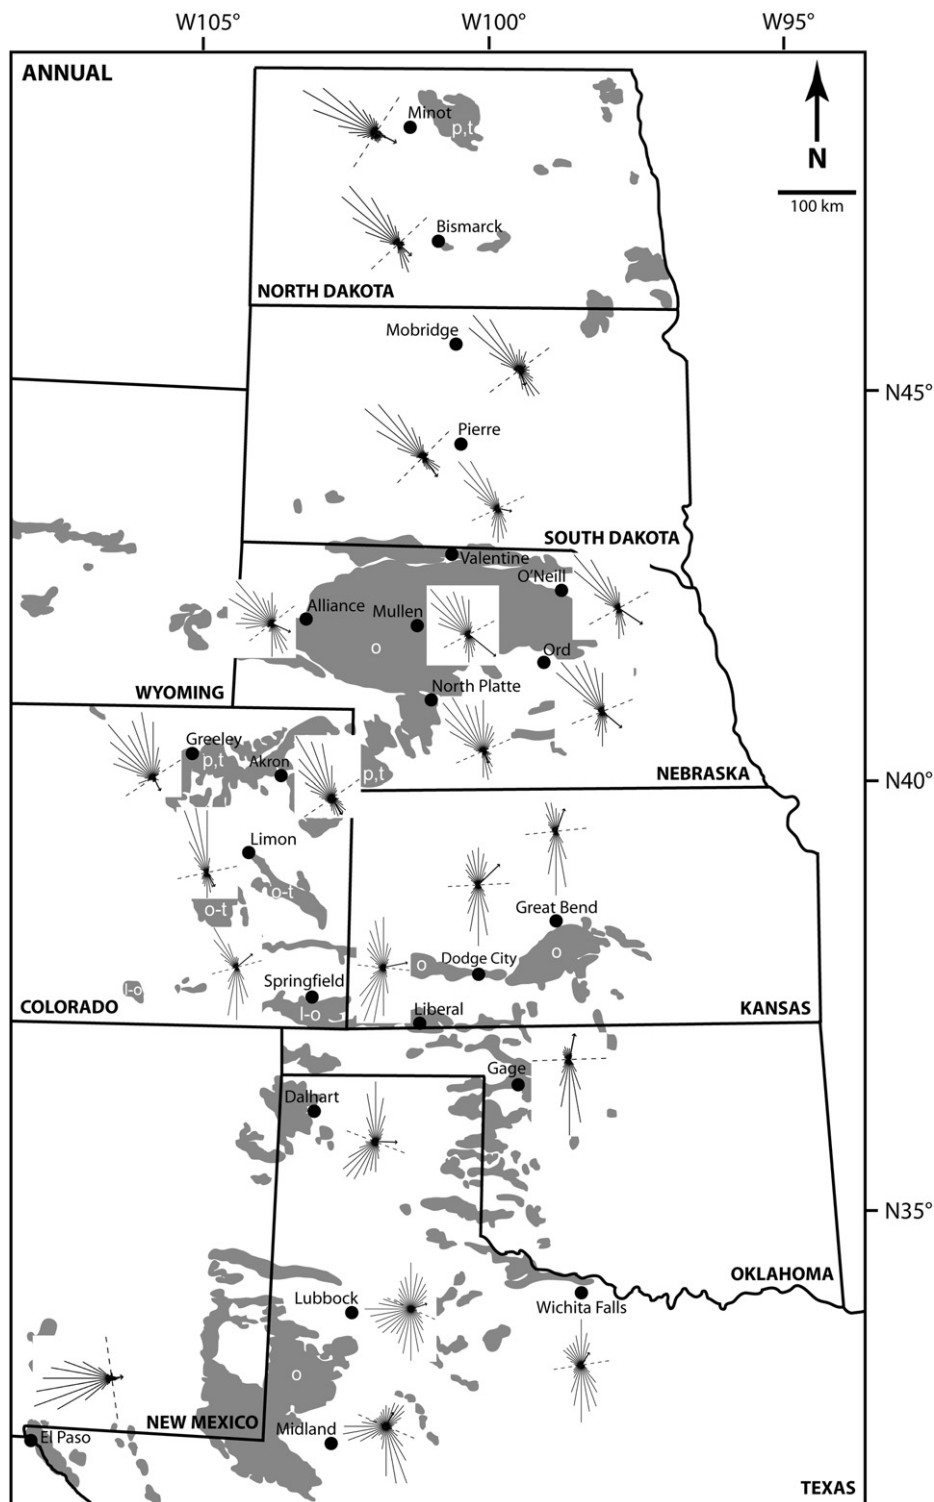 W105° W100° W95°
ANNUAL
Minot
p,t
N
100 km
Bismarck
NORTH DAKOTA
Mobridge
N45°
Pierre
SOUTH DAKOTA
Valentine
O'Neill
Alliance
Mullen
o
Ord
North Platte
WYOMING
Greeley
p,t
Akron
p,t
NEBRASKA
N40°
Limon
o-t
o-t
Great Bend
o
Dodge City
o
Springfield
l-o
l-o
Liberal
COLORADO
KANSAS
Gage
Dalhart
N35°
OKLAHOMA
Lubbock
Wichita Falls
o
NEW MEXICO
Midland
El Paso
TEXAS